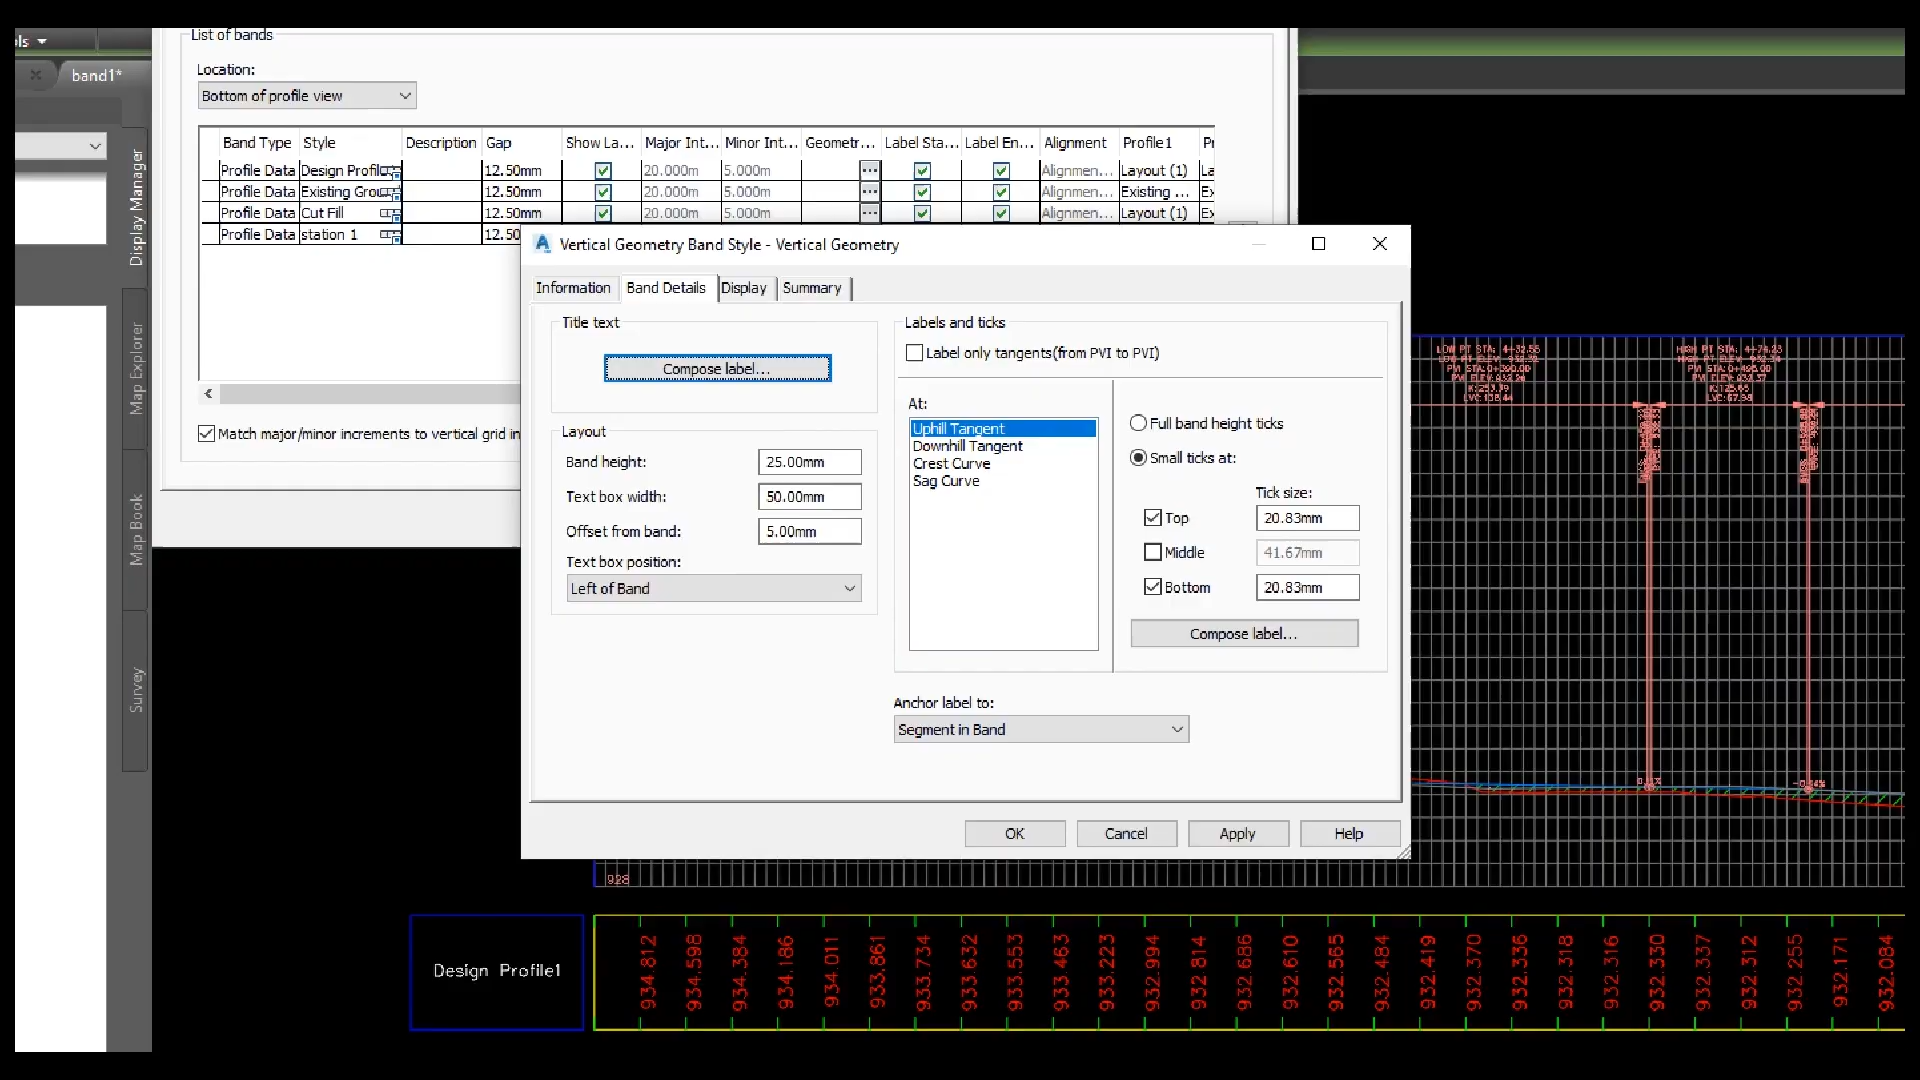 ols
List of bands
Location:
band1*
Bottom of profile view
Band Type Style Description Gap Show La... Major Int... Minor Int... Geometr... Label Sta... Label En... Alignment Profile1
Profile Data Design Profil 12.50mm 20.000m 5.000m ... Alignmen... Layout (1)
Profile Data Existing Grou 12.50mm 20.000m 5.000m ... Alignmen... Existing ...
Profile Data Cut Fill 12.50mm 20.000m 5.000m ... Alignmen... Layout (1)
Profile Data station 1 12.50
Match major/minor increments to vertical grid in
Display Manager
Map Explorer
Map Book
Survey
Vertical Geometry Band Style - Vertical Geometry
Information Band Details Display Summary
Title text
Compose label...
Layout
Band height: 25.00mm
Text box width: 50.00mm
Offset from band: 5.00mm
Text box position:
Left of Band
Labels and ticks
Label only tangents(from PVI to PVI)
At:
Uphill Tangent
Downhill Tangent
Crest Curve
Sag Curve
Full band height ticks
Small ticks at:
Tick size:
Top 20.83mm
Middle 41.67mm
Bottom 20.83mm
Compose label...
Anchor label to:
Segment in Band
OK Cancel Apply Help
928
Design Profile1
934.812 934.598 934.384 934.186 934.011 933.861 933.734 933.632 933.553 933.463 933.223 932.994 932.814 932.686 932.610 932.565 932.484 932.419 932.370 932.336 932.318 932.316 932.330 932.337 932.312 932.255 932.171 932.084